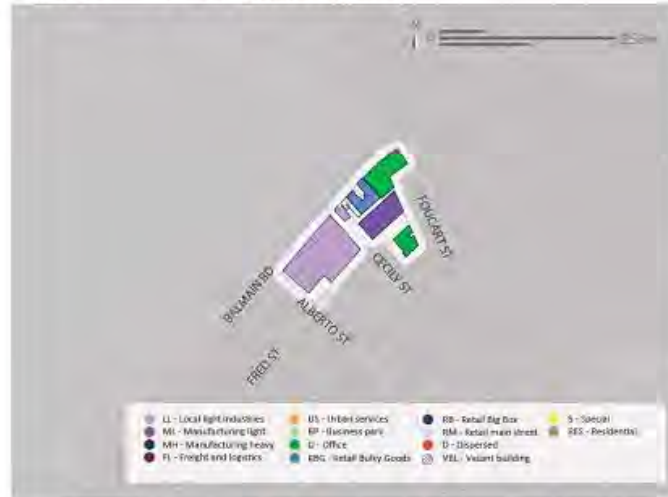 N
0
FOUCART ST
CECILY ST
BALMAIN RD
ALBERTO ST
FRED ST
LL - Local light industries
ML - Manufacturing light
MH - Manufacturing heavy
FL - Freight and logistics
US - Urban services
BP - Business park
O - Office
RBG - Retail Bulky Goods
RB - Retail Big Box
RM - Retail main street
D - Dispersed
VBL - Vacant building
S - Special
RES - Residential